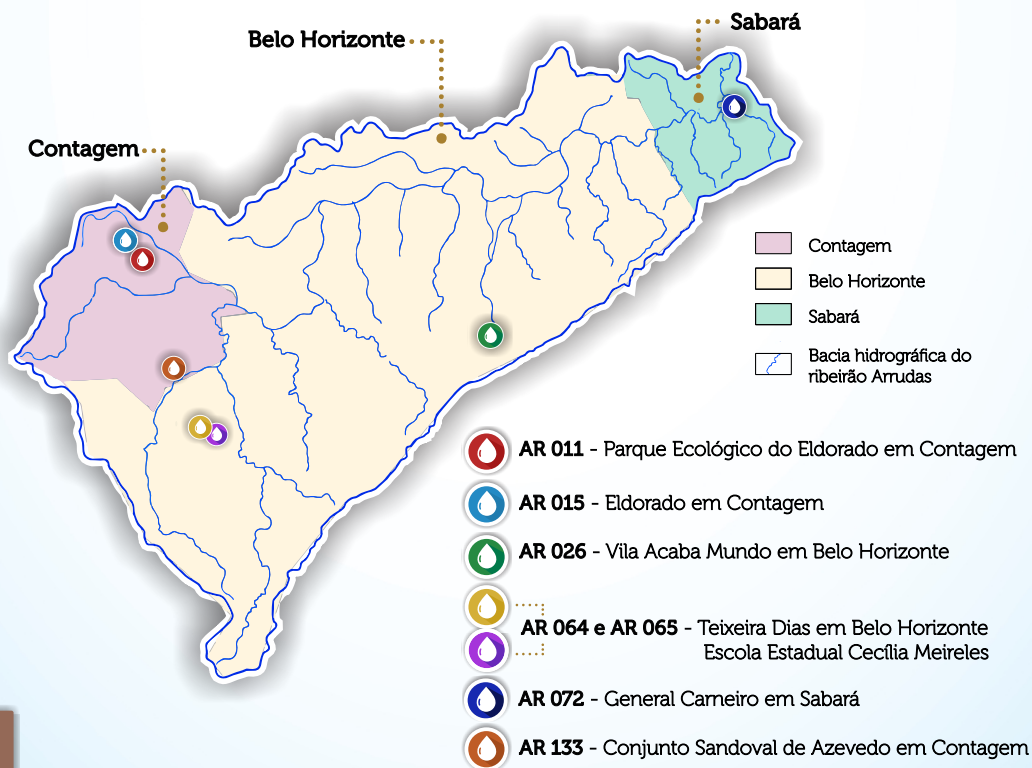 Sabará
Belo Horizonte
Contagem
Contagem
Belo Horizonte
Sabará
Bacia hidrográfica do
ribeirão Arrudas
AR 011 - Parque Ecológico do Eldorado em Contagem
AR 015 - Eldorado em Contagem
AR 026 - Vila Acaba Mundo em Belo Horizonte
AR 064 e AR 065 - Teixeira Dias em Belo Horizonte
Escola Estadual Cecília Meireles
AR 072 - General Carneiro em Sabará
AR 133 - Conjunto Sandoval de Azevedo em Contagem